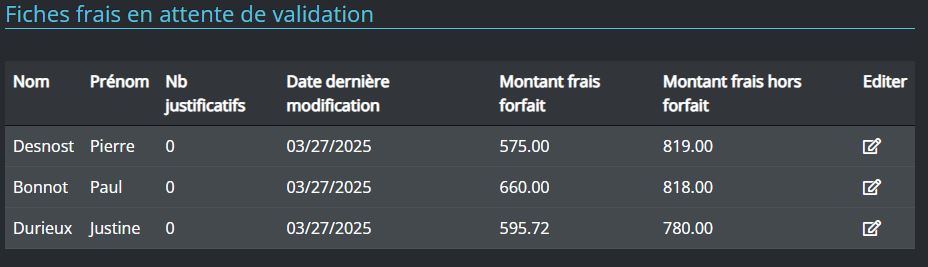 Fiches frais en attente de validation
Nom Prénom Nb justificatifs Date dernière modification Montant frais forfait Montant frais hors forfait Editer
Desnost Pierre 0 03/27/2025 575.00 819.00
Bonnot Paul 0 03/27/2025 660.00 818.00
Durieux Justine 0 03/27/2025 595.72 780.00